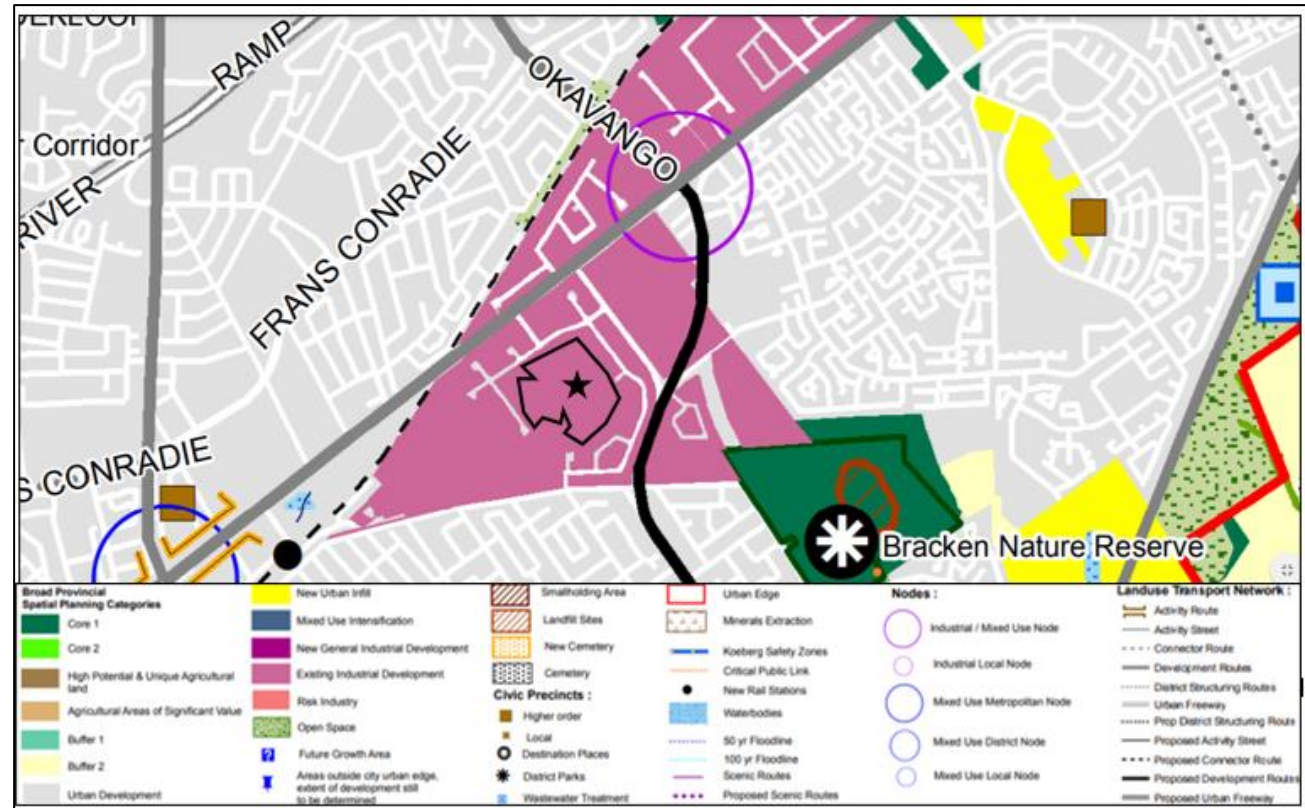 OKAVANGO
RAMP
FRANS CONRADIE
r Corridor
RIVER
S CONRADIE
Bracken Nature Reserve
Broad Provincial
Spatial Planning Categories
Core 1
Core 2
High Potential & Unique Agricultural
land
Agricultural Areas of Significant Value
Buffer 1
Buffer 2
Urban Development
New Urban Infill
Mixed Use Intensification
New General Industrial Development
Existing Industrial Development
Risk Industry
Open Space
Future Growth Area
Areas outside city urban edge,
extent of development still
to be determined
Smallholding Area
Landfill Sites
New Cemetery
Cemetery
Civic Precincts :
Higher order
Local
Destination Places
District Parks
Wastewater Treatment
Urban Edge
Minerals Extraction
Koeberg Safety Zones
Critical Public Link
New Rail Stations
Waterbodies
50 yr Floodline
100 yr Floodline
Scenic Routes
Proposed Scenic Routes
Nodes :
Industrial / Mixed Use Node
Industrial Local Node
Mixed Use Metropolitan Node
Mixed Use District Node
Mixed Use Local Node
Landuse Transport Network :
Activity Route
Activity Street
Connector Route
Development Routes
District Structuring Routes
Urban Freeway
Prop District Structuring Route
Proposed Activity Street
Proposed Connector Route
Proposed Development Routes
Proposed Urban Freeway